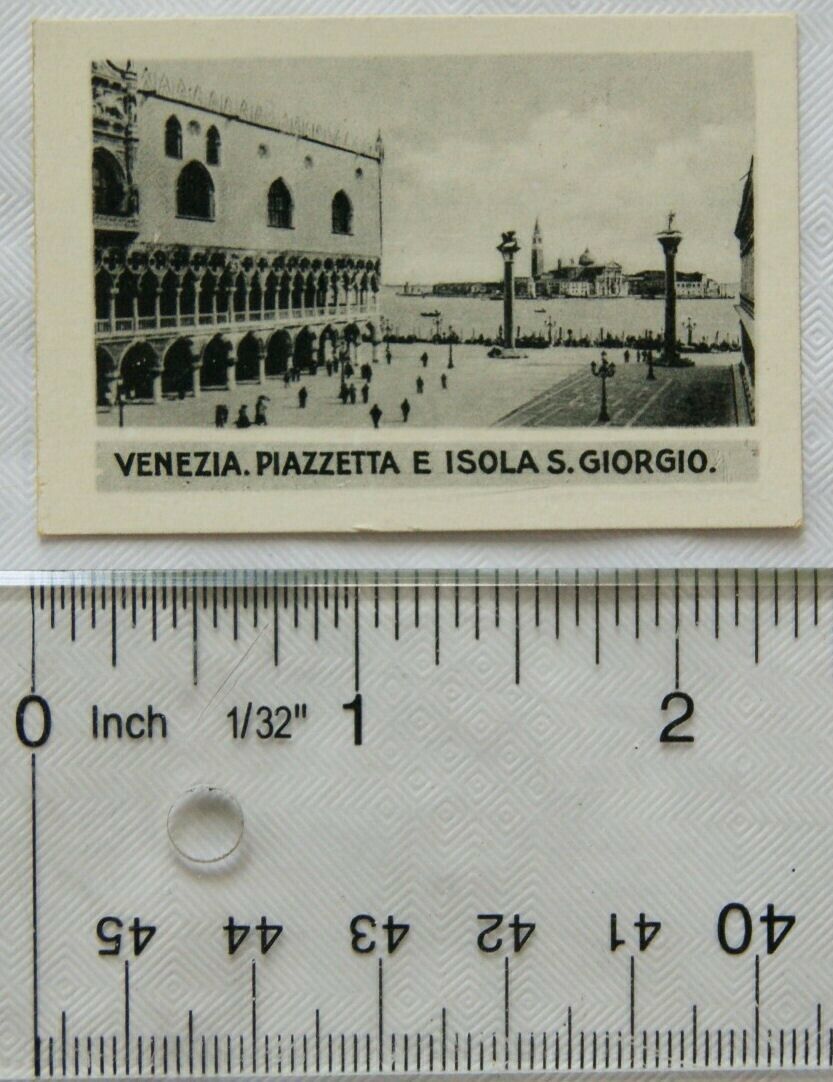 VENEZIA. PIAZZETTA E ISOLA S. GIORGIO.
0 Inch 1/32" 1 2
45 44 43 42 41 40